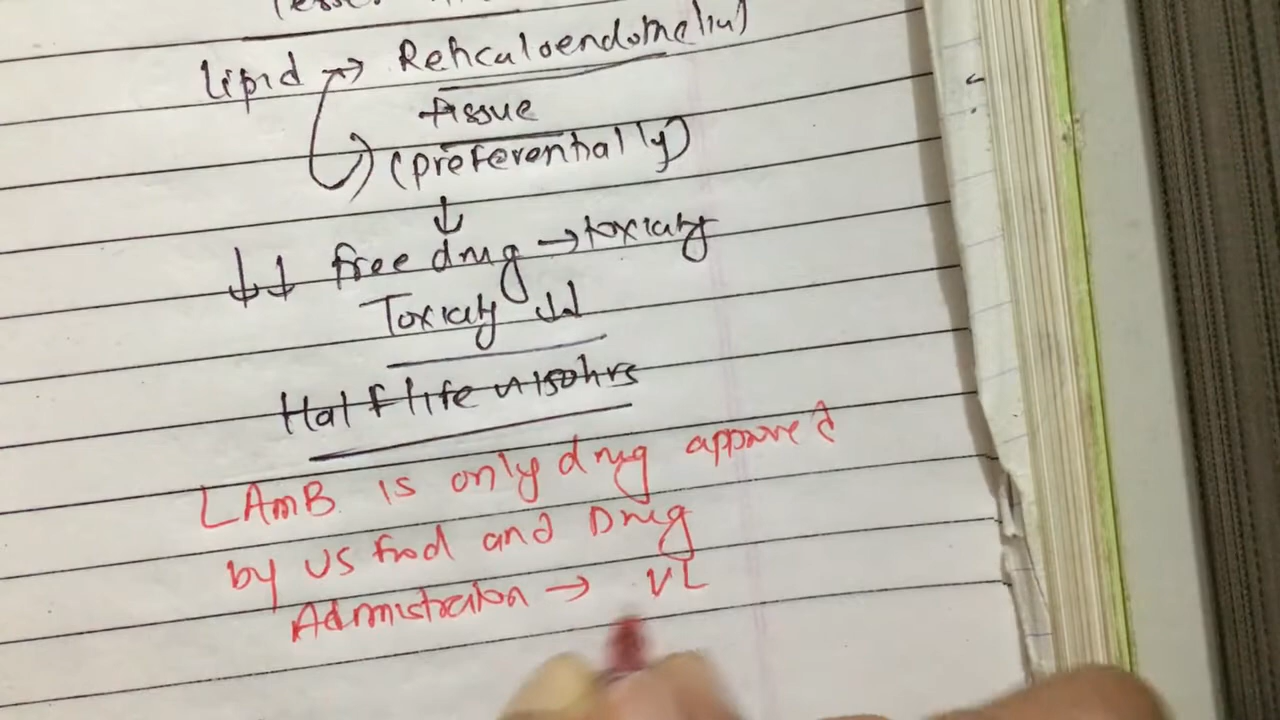 Lipid → Reticuloendothelial
tissue
(preferentially)
↓
↓↓ free drug → toxicity
Toxicity ↓↓
Half life ~ 150hrs
LAmB is only drug approved
by US food and Drug
Admistration → VL